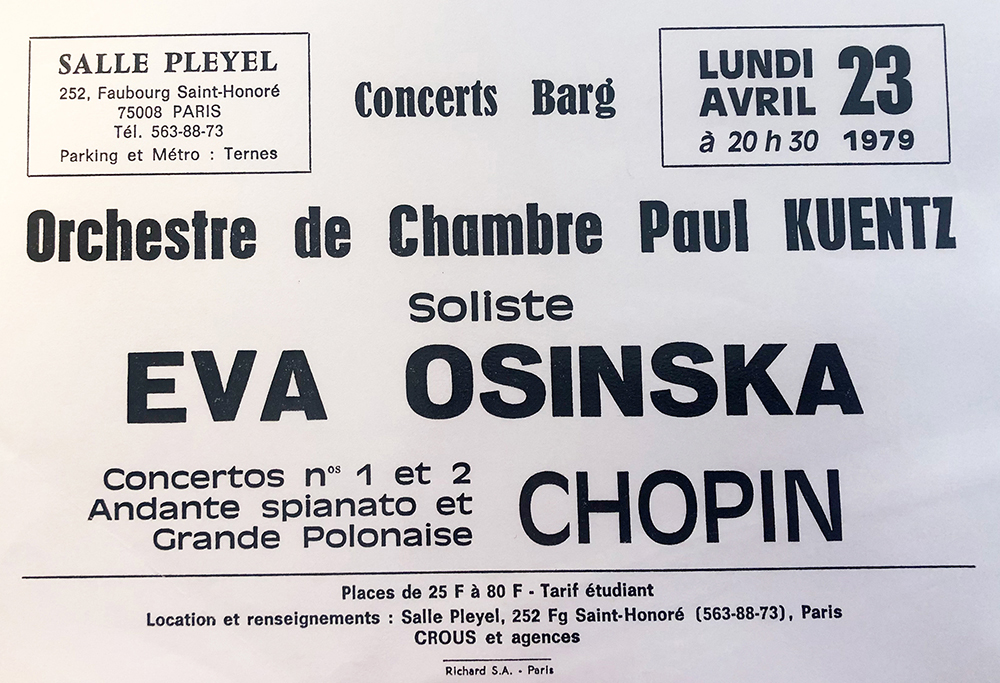 SALLE PLEYEL
252, Faubourg Saint-Honoré
75008 PARIS
Tél. 563-88-73
Parking et Métro : Ternes
Concerts Barg
LUNDI 23
AVRIL
à 20 h 30 1979
Orchestre de Chambre Paul KUENTZ
Soliste
EVA OSINSKA
Concertos nos 1 et 2
Andante spianato et
Grande Polonaise
CHOPIN
Places de 25 F à 80 F - Tarif étudiant
Location et renseignements : Salle Pleyel, 252 Fg Saint-Honoré (563-88-73), Paris
CROUS et agences
Richard S.A. - Paris